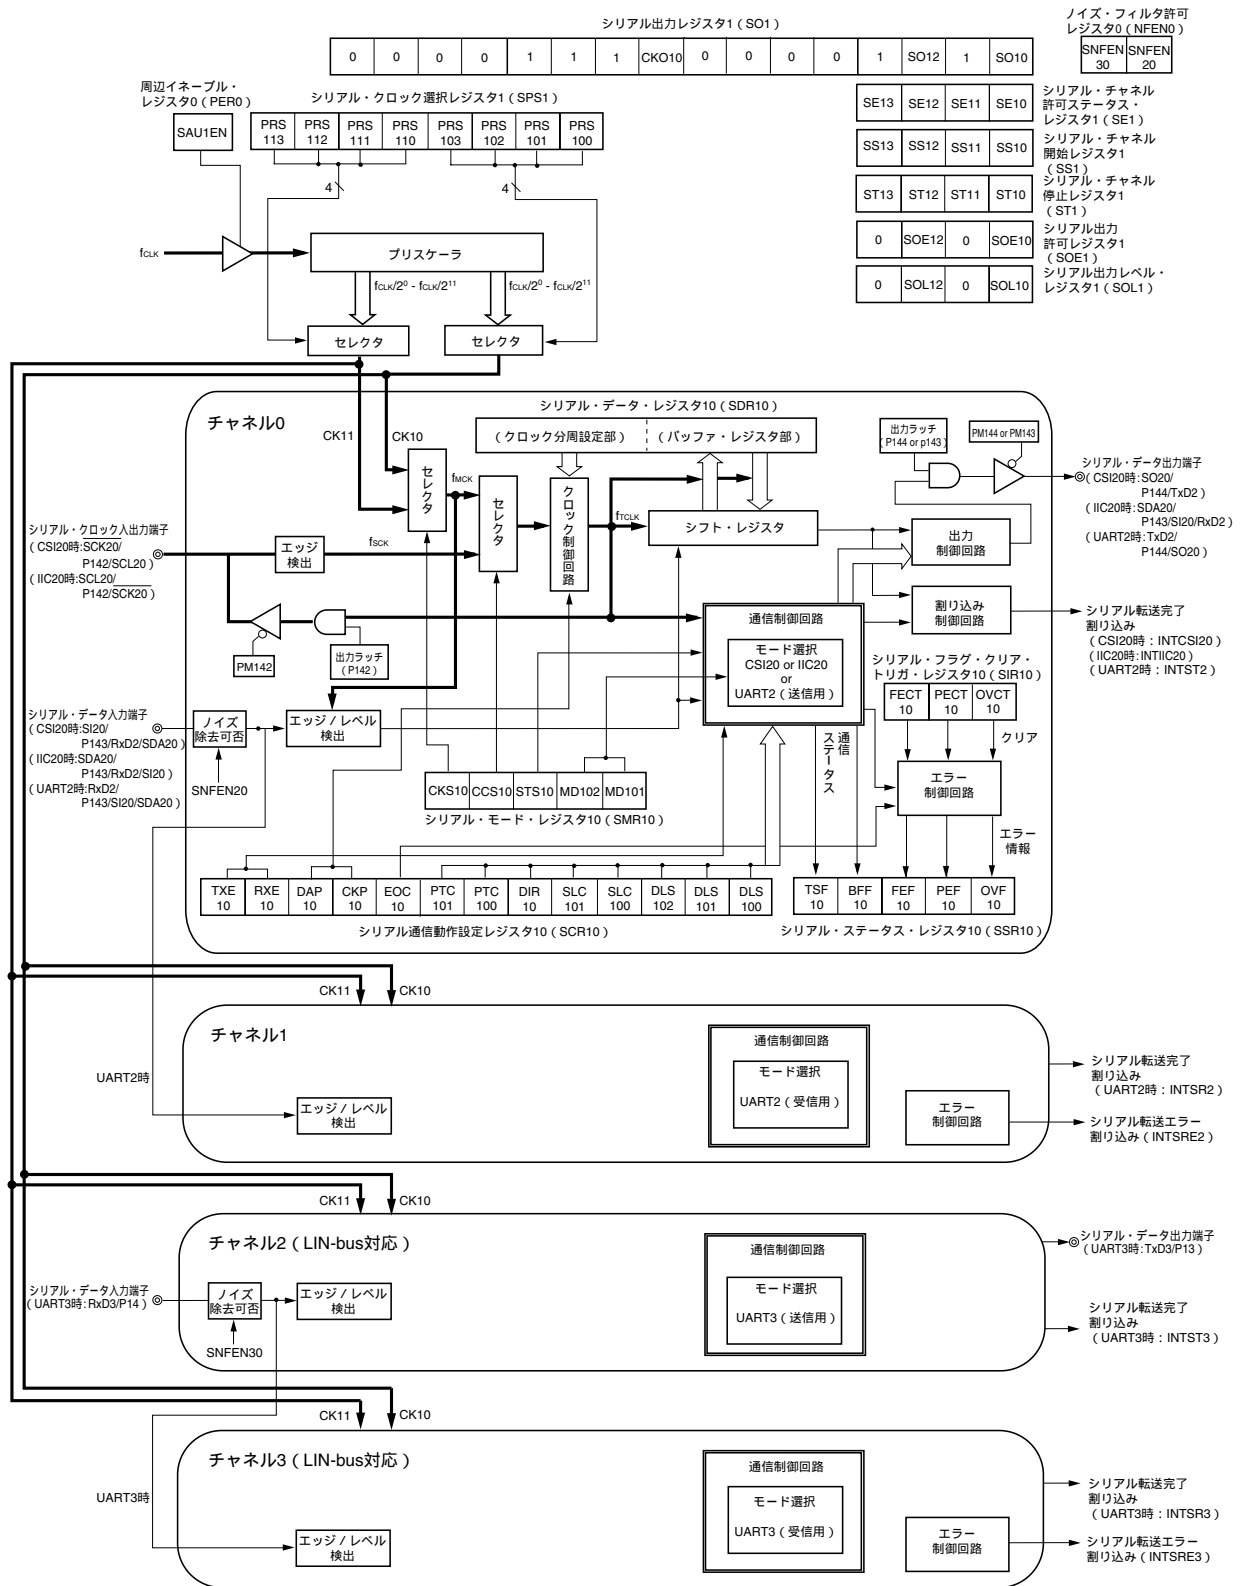 シリアル出力レジスタ1(SO1)
0 0 0 0 1 1 1 CKO10 0 0 0 0 1 SO12 1 SO10
ノイズ・フィルタ許可
レジスタ0(NFEN0)
SNFEN SNFEN
30 20
周辺イネーブル・
レジスタ0(PER0)
SAU1EN
シリアル・クロック選択レジスタ1(SPS1)
PRS PRS PRS PRS PRS PRS PRS PRS
113 112 111 110 103 102 101 100
4
4
SE13 SE12 SE11 SE10
シリアル・チャネル
許可ステータス・
レジスタ1(SE1)
SS13 SS12 SS11 SS10
シリアル・チャネル
開始レジスタ1
(SS1)
ST13 ST12 ST11 ST10
シリアル・チャネル
停止レジスタ1
(ST1)
0 SOE12 0 SOE10
シリアル出力
許可レジスタ1
(SOE1)
0 SOL12 0 SOL10
シリアル出力レベル・
レジスタ1(SOL1)
fCLK
プリスケーラ
fCLK/2⁰ - fCLK/2¹¹
fCLK/2⁰ - fCLK/2¹¹
セレクタ
セレクタ
チャネル0
CK11
CK10
シリアル・データ・レジスタ10(SDR10)
(クロック分周設定部)
(バッファ・レジスタ部)
出力ラッチ
(P144 or p143)
PM144 or PM143
シリアル・データ出力端子
(CSI20時:SO20/
P144/TxD2)
(IIC20時:SDA20/
P143/SI20/RxD2)
(UART2時:TxD2/
P144/SO20)
セレクタ
fMCK
セレクタ
クロック制御回路
fTCLK
シフト・レジスタ
出力
制御回路
シリアル・クロック入出力端子
(CSI20時:SCK20/
P142/SCL20)
(IIC20時:SCL20/
P142/SCK20)
エッジ
検出
fSCK
PM142
出力ラッチ
(P142)
通信制御回路
モード選択
CSI20 or IIC20
or
UART2(送信用)
割り込み
制御回路
シリアル転送完了
割り込み
(CSI20時:INTCSI20)
(IIC20時:INTIIC20)
(UART2時:INTST2)
シリアル・フラグ・クリア・
トリガ・レジスタ10(SIR10)
FECT PECT OVCT
10 10 10
クリア
シリアル・データ入力端子
(CSI20時:SI20/
P143/RxD2/SDA20)
(IIC20時:SDA20/
P143/RxD2/SI20)
(UART2時:RxD2/
P143/SI20/SDA20)
ノイズ
除去可否
SNFEN20
エッジ/レベル
検出
CKS10 CCS10 STS10 MD102 MD101
シリアル・モード・レジスタ10(SMR10)
通信
ステータス
エラー
制御回路
エラー
情報
TXE RXE DAP CKP EOC PTC PTC DIR SLC SLC DLS DLS DLS
10 10 10 10 10 101 100 10 101 100 102 101 100
シリアル通信動作設定レジスタ10(SCR10)
TSF BFF FEF PEF OVF
10 10 10 10 10
シリアル・ステータス・レジスタ10(SSR10)
CK11
CK10
チャネル1
UART2時
エッジ/レベル
検出
通信制御回路
モード選択
UART2(受信用)
エラー
制御回路
シリアル転送完了
割り込み
(UART2時:INTSR2)
シリアル転送エラー
割り込み(INTSRE2)
CK11
CK10
チャネル2(LIN-bus対応)
シリアル・データ入力端子
(UART3時:RxD3/P14)
ノイズ
除去可否
SNFEN30
エッジ/レベル
検出
通信制御回路
モード選択
UART3(送信用)
シリアル・データ出力端子
(UART3時:TxD3/P13)
シリアル転送完了
割り込み
(UART3時:INTST3)
CK11
CK10
チャネル3(LIN-bus対応)
UART3時
エッジ/レベル
検出
通信制御回路
モード選択
UART3(受信用)
エラー
制御回路
シリアル転送完了
割り込み
(UART3時:INTSR3)
シリアル転送エラー
割り込み(INTSRE3)